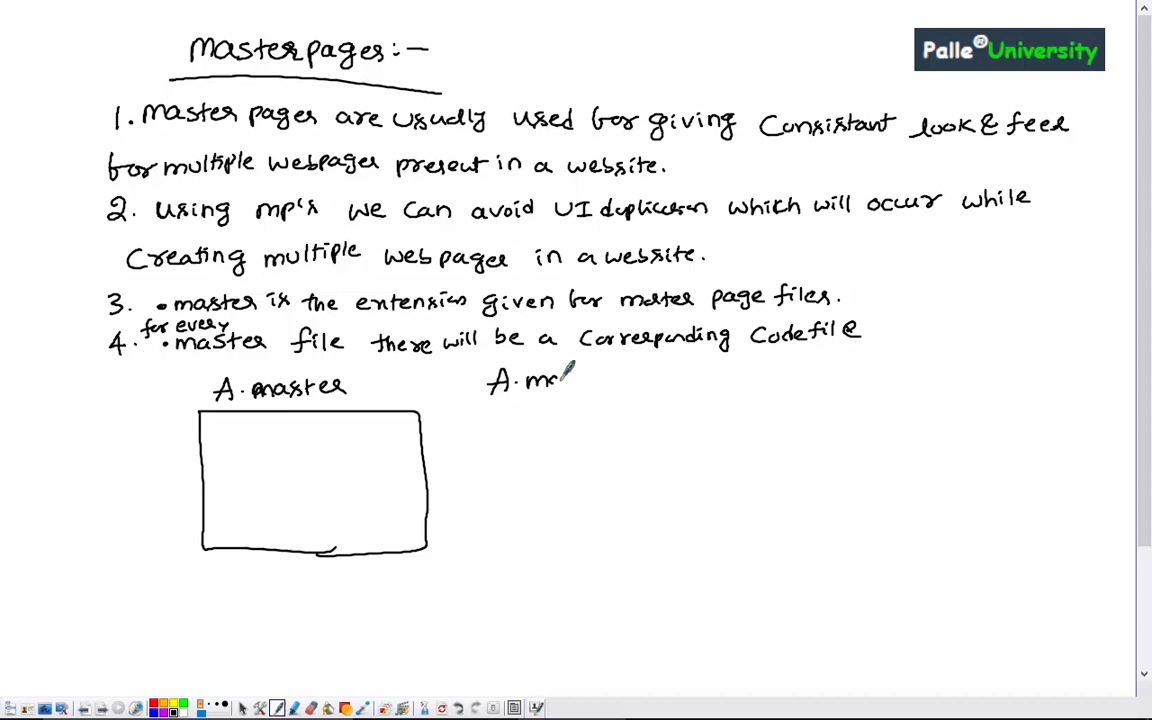 Masterpages:-
Palle® University
1. Master pages are usually used for giving Consistant look & feel
for multiple webpages present in a website.
2. Using mp's we can avoid UI duplication which will occur while
Creating multiple webpages in a website.
3. .master is the extension given for master page files.
for every
4. .master file there will be a Corresponding Codefile
A.master A.ma